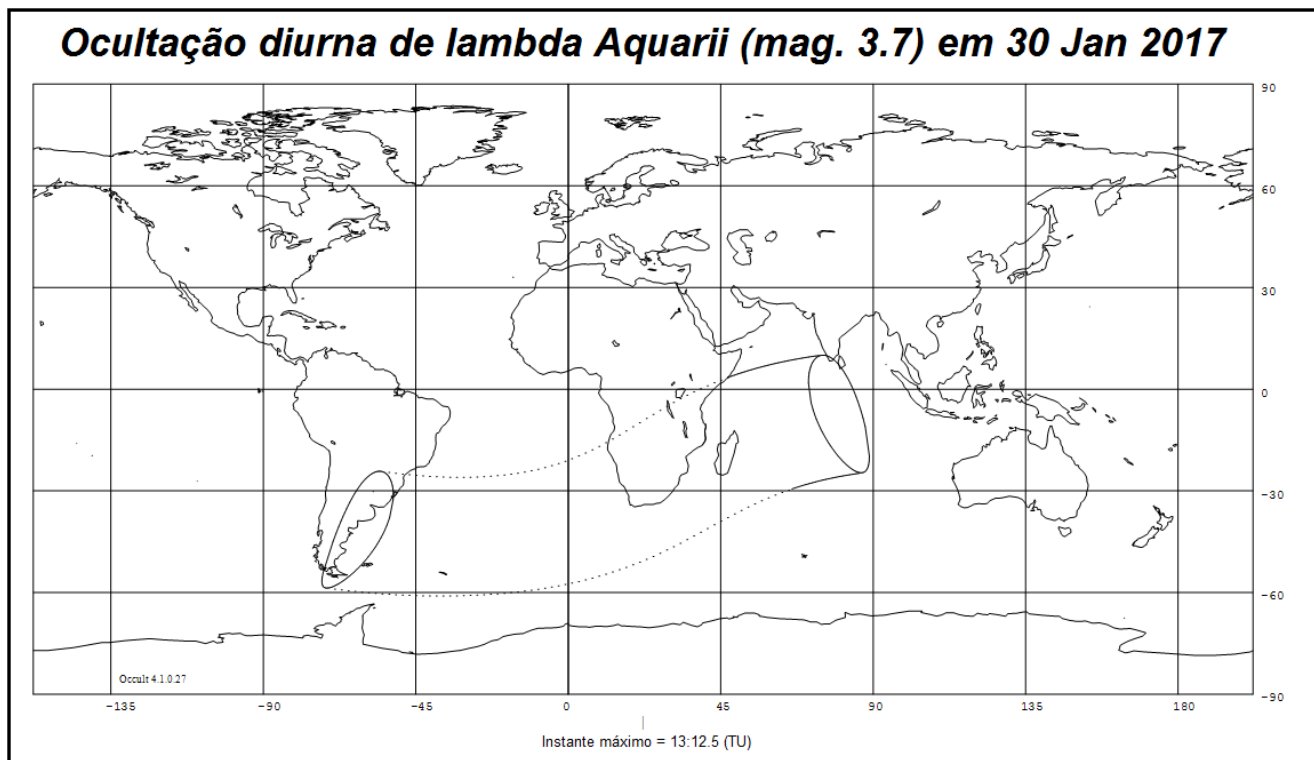 Ocultação diurna de lambda Aquarii (mag. 3.7) em 30 Jan 2017
90
60
30
0
-30
-60
-90
Occult 4.1.0.27
-135 -90 -45 0 45 90 135 180
Instante máximo = 13:12.5 (TU)